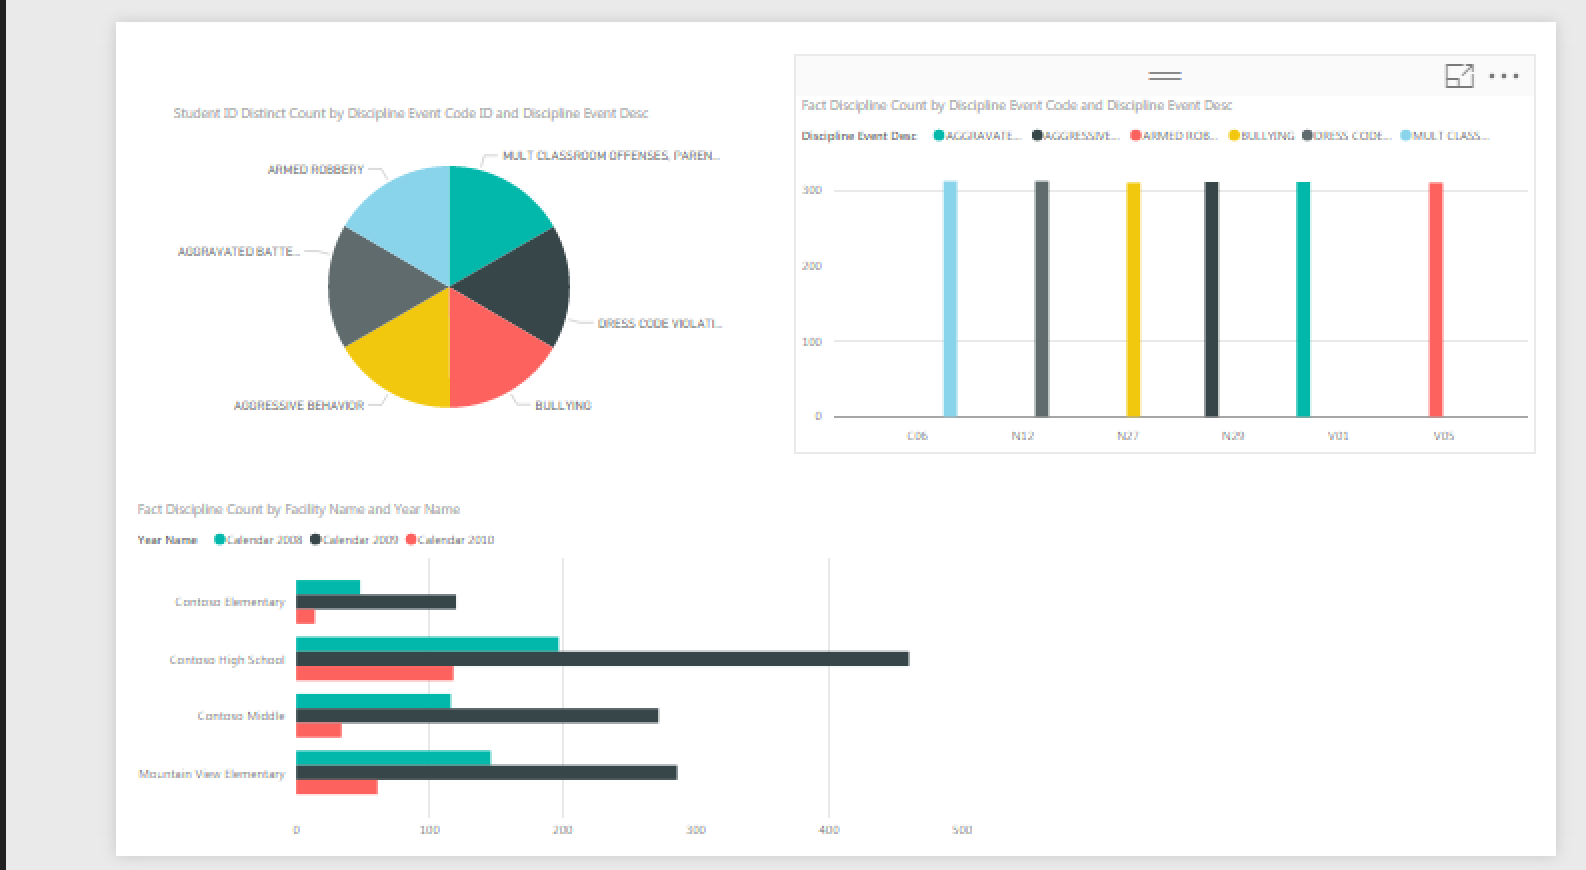 Student ID Distinct Count by Discipline Event Code ID and Discipline Event Desc
MULT CLASSROOM OFFENSES, PAREN...
ARMED ROBBERY
AGGRAVATED BATTE...
DRESS CODE VIOLATI...
AGGRESSIVE BEHAVIOR
BULLYING
Fact Discipline Count by Discipline Event Code and Discipline Event Desc
Discipline Event Desc AGGRAVATE... AGGRESSIVE... ARMED ROB... BULLYING DRESS CODE... MULT CLASS...
300
200
100
0
C06 N12 N27 N29 V01 V05
Fact Discipline Count by Facility Name and Year Name
Year Name Calendar 2008 Calendar 2009 Calendar 2010
Contoso Elementary
Contoso High School
Contoso Middle
Mountain View Elementary
0 100 200 300 400 500